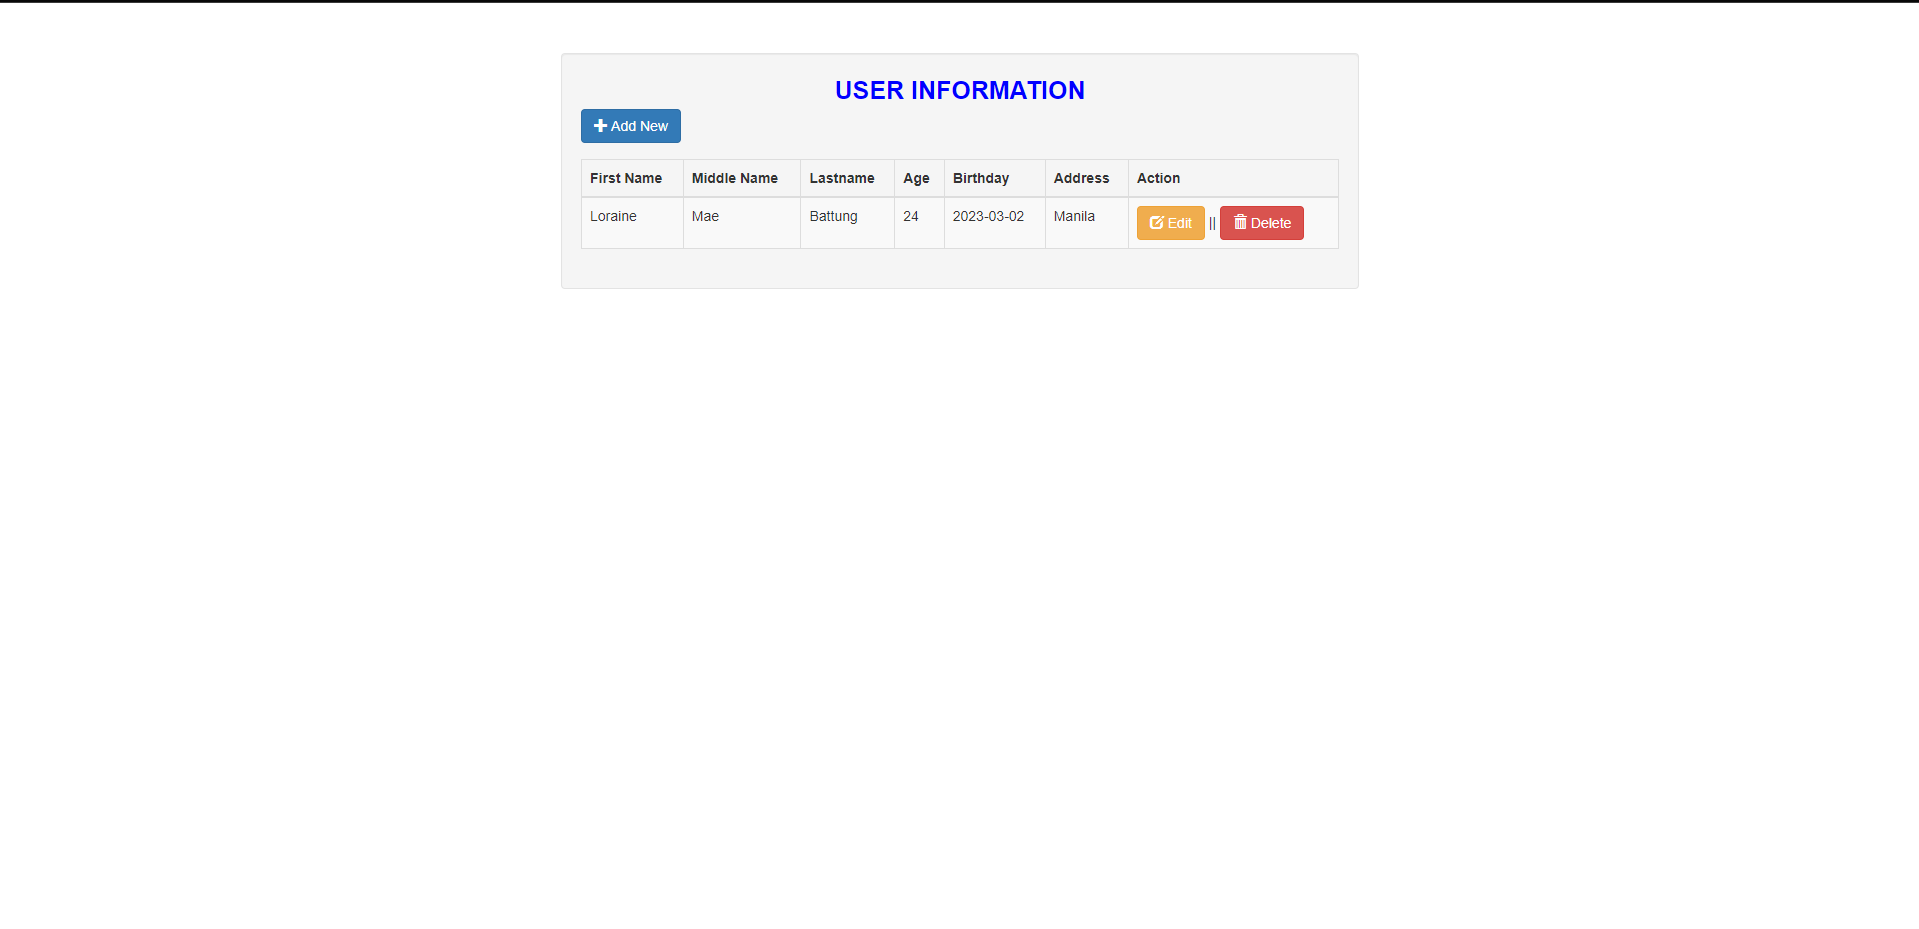 USER INFORMATION
Add New
First Name Middle Name Lastname Age Birthday Address Action
Loraine Mae Battung 24 2023-03-02 Manila Edit || Delete